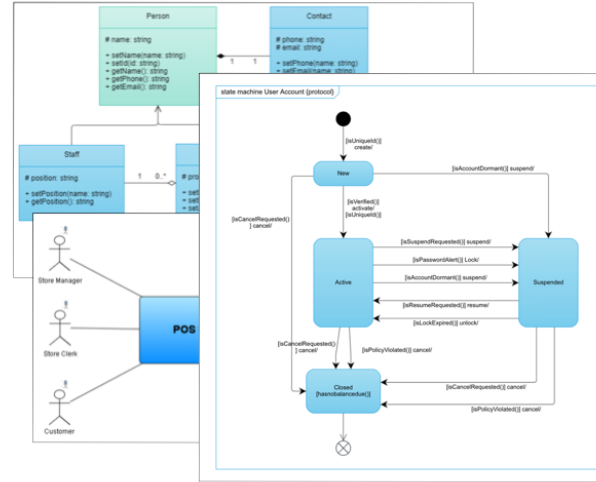 Person
# name: string
+ setName(name: string)
+ setId(id: string)
+ getName(): string
+ getPhone(): string
+ getEmail(): string
Contact
# phone: string
# email: string
+ setPhone(name: string)
+ setEmail(name: string)
1
1
Staff
# position: string
+ setPosition(name: string)
+ getPosition(): string
1
0..*
Store Manager
Store Clerk
Customer
POS
state machine User Account {protocol}
[isUniqueId()]
create/
New
[isAccountDormant()] suspend/
[isVerified()]
activate/
[isUniqueId()]
[isCancelRequested()
] cancel/
Active
[isSuspendRequested()] suspend/
[isPasswordAlert()] Lock/
[isAccountDormant()] suspend/
[isResumeRequested()] resume/
[isLockExpired()] unlock/
Suspended
[isCancelRequested()
] cancel/
[isPolicyViolated()] cancel/
Closed
[hasnobalancedue()]
[isCancelRequested()] cancel/
[isPolicyViolated()] cancel/